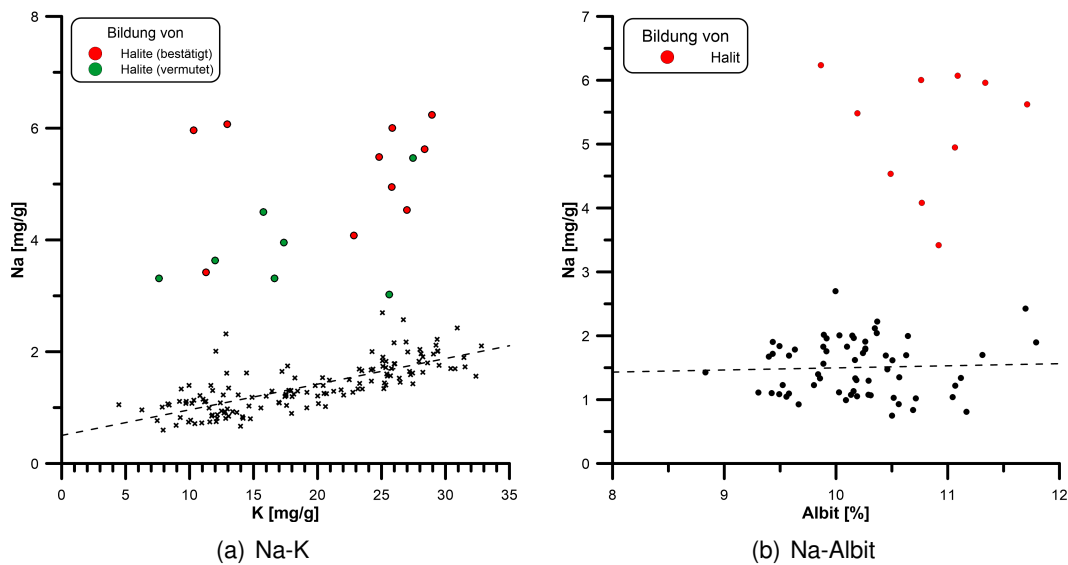 Bildung von
Halite (bestätigt)
Halite (vermutet)
8
6
4
2
0
Na [mg/g]
0
5
10
15
20
25
30
35
K [mg/g]
(a) Na-K
Bildung von
Halit
7
6
5
4
3
2
1
0
Na [mg/g]
8
9
10
11
12
Albit [%]
(b) Na-Albit